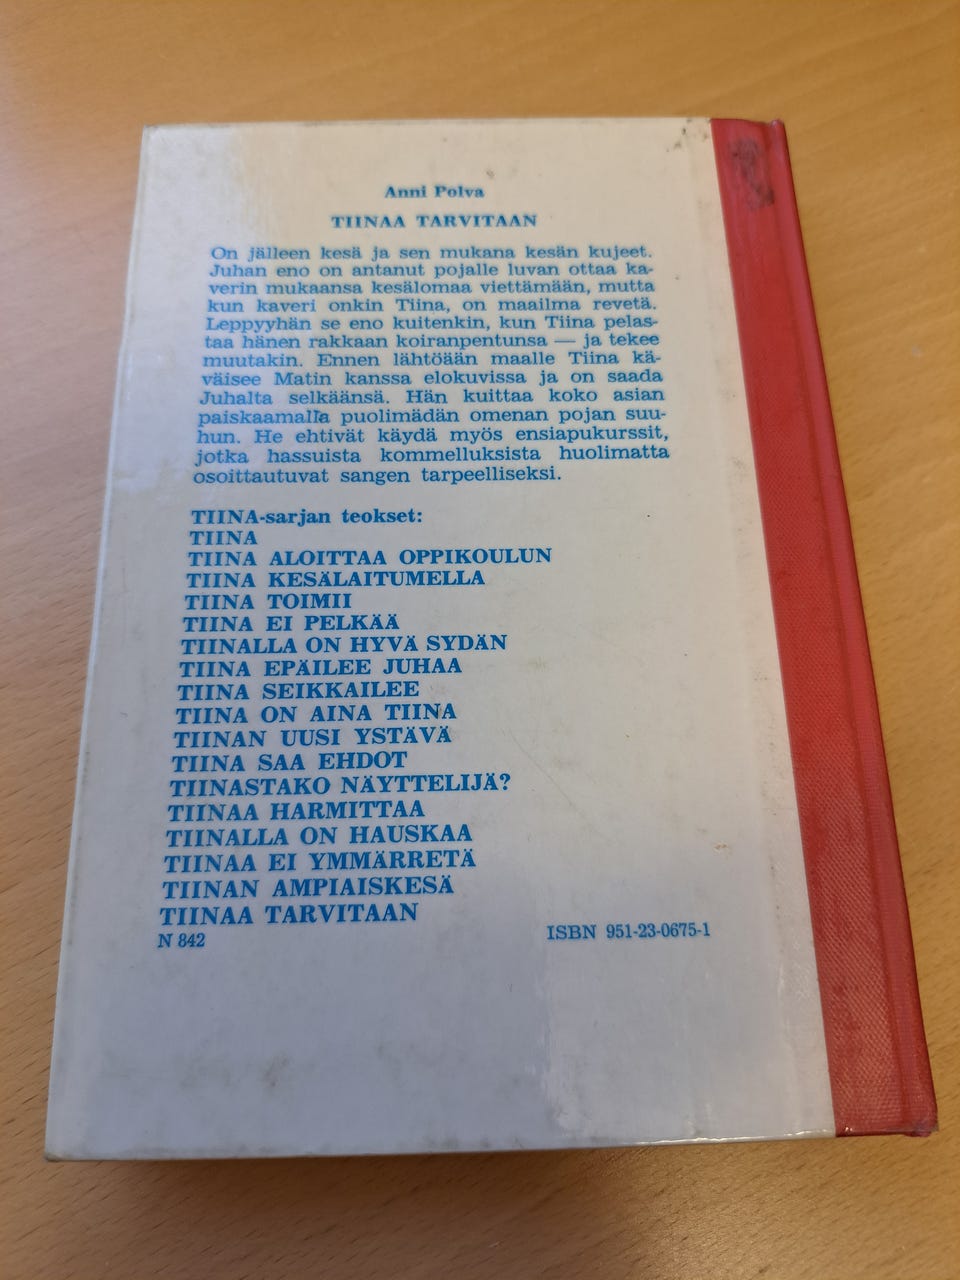 Anni Polva
TIINAA TARVITAAN
On jälleen kesä ja sen mukana kesän kujeet.
Juhan eno on antanut pojalle luvan ottaa ka-
verin mukaansa kesälomaa viettämään, mutta
kun kaveri onkin Tiina, on maailma revetä.
Leppyyhän se eno kuitenkin, kun Tiina pelas-
taa hänen rakkaan koiranpentunsa — ja tekee
muutakin. Ennen lähtöään maalle Tiina kä-
väisee Matin kanssa elokuvissa ja on saada
Juhalta selkäänsä. Hän kuittaa koko asian
paiskaamalla puolimädän omenan pojan suu-
hun. He ehtivät käydä myös ensiapukurssit,
jotka hassuista kommelluksista huolimatta
osoittautuvat sangen tarpeelliseksi.
TIINA-sarjan teokset:
TIINA
TIINA ALOITTAA OPPIKOULUN
TIINA KESÄLAITUMELLA
TIINA TOIMII
TIINA EI PELKÄÄ
TIINALLA ON HYVÄ SYDÄN
TIINA EPÄILEE JUHAA
TIINA SEIKKAILEE
TIINA ON AINA TIINA
TIINAN UUSI YSTÄVÄ
TIINA SAA EHDOT
TIINASTAKO NÄYTTELIJÄ?
TIINAA HARMITTAA
TIINALLA ON HAUSKAA
TIINAA EI YMMÄRRETÄ
TIINAN AMPIAISKESÄ
TIINAA TARVITAAN
N 842 ISBN 951-23-0675-1